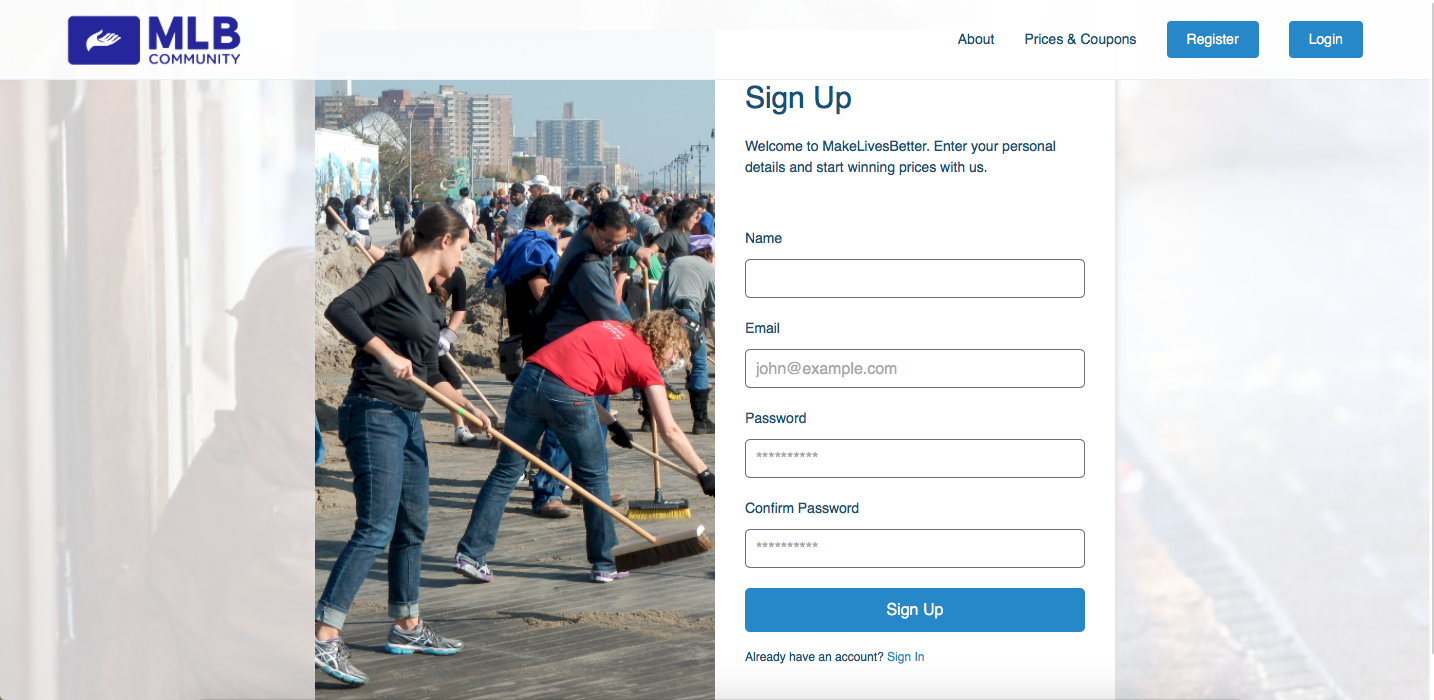 MLB
COMMUNITY
About
Prices & Coupons
Register
Login
Sign Up
Welcome to MakeLivesBetter. Enter your personal
details and start winning prices with us.
Name
Email
john@example.com
Password
**********
Confirm Password
**********
Sign Up
Already have an account? Sign In